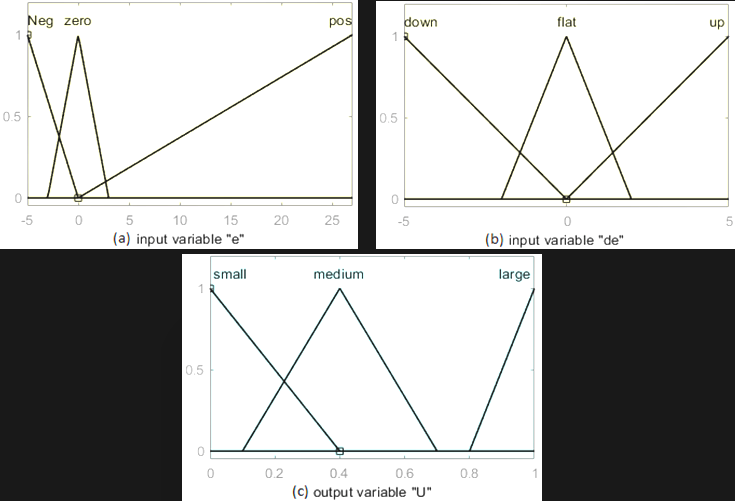 Neg zero pos
1
0.5
0
-5 0 5 10 15 20 25
(a) input variable "e"
down flat up
1
0.5
0
-5 0 5
(b) input variable "de"
small medium large
1
0.5
0
0 0.2 0.4 0.6 0.8 1
(c) output variable "U"